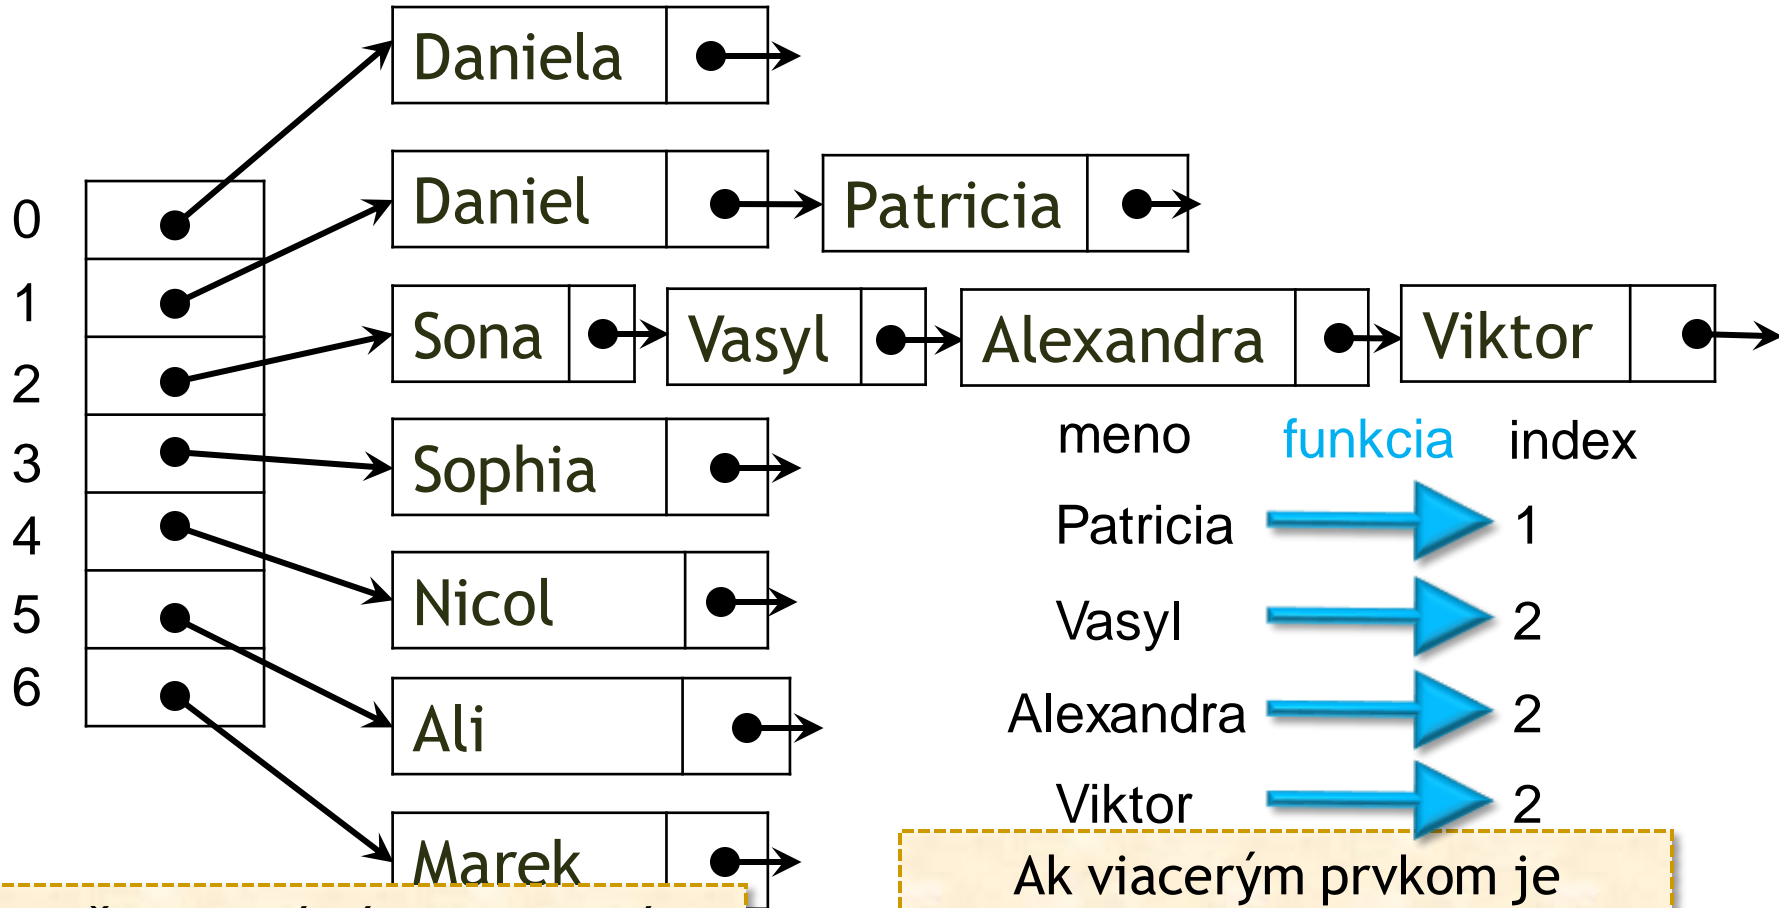 Daniela
0 Daniel Patricia
1
2 Sona Vasyl Alexandra Viktor
3 Sophia
4 Nicol
5 Ali
6 Marek
meno funkcia index
Patricia 1
Vasyl 2
Alexandra 2
Viktor 2
Ak viacerým prvkom je